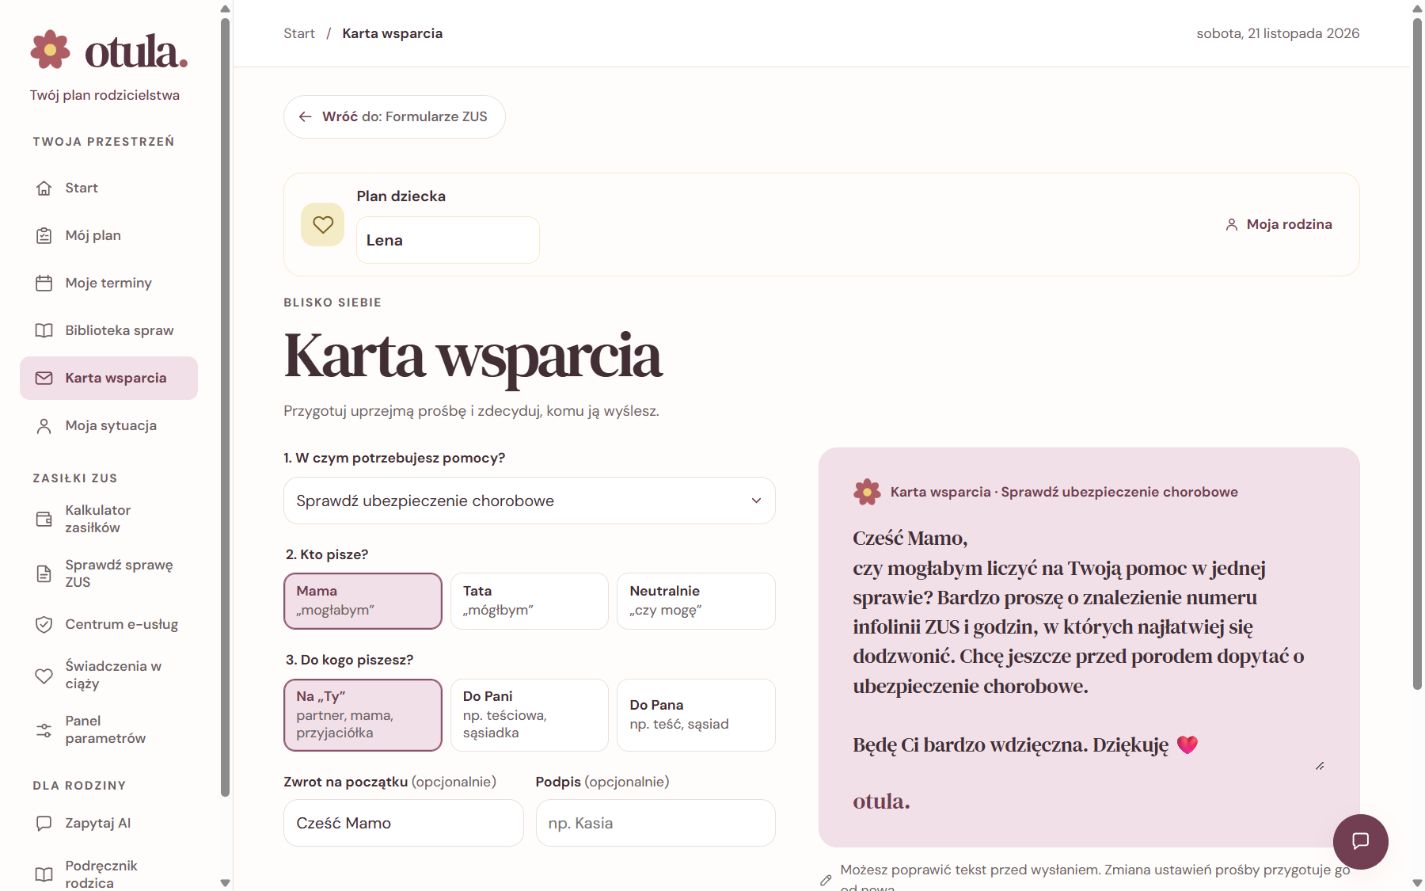 otula.
Twój plan rodzicielstwa
TWOJA PRZESTRZEŃ
Start
Mój plan
Moje terminy
Biblioteka spraw
Karta wsparcia
Moja sytuacja
ZASIŁKI ZUS
Kalkulator
zasiłków
Sprawdź sprawę
ZUS
Centrum e-usług
Świadczenia w
ciąży
Panel
parametrów
DLA RODZINY
Zapytaj AI
Podręcznik
rodzica
Start / Karta wsparcia
sobota, 21 listopada 2026
← Wróć do: Formularze ZUS
Plan dziecka
Lena
Moja rodzina
BLISKO SIEBIE
Karta wsparcia
Przygotuj uprzejmą prośbę i zdecyduj, komu ją wyślesz.
1. W czym potrzebujesz pomocy?
Sprawdź ubezpieczenie chorobowe
2. Kto pisze?
Mama
„mogłabym”
Tata
„mógłbym”
Neutralnie
„czy mogę”
3. Do kogo piszesz?
Na „Ty”
partner, mama,
przyjaciółka
Do Pani
np. teściowa,
sąsiadka
Do Pana
np. teść, sąsiad
Zwrot na początku (opcjonalnie)
Cześć Mamo
Podpis (opcjonalnie)
np. Kasia
Karta wsparcia · Sprawdź ubezpieczenie chorobowe
Cześć Mamo,
czy mogłabym liczyć na Twoją pomoc w jednej
sprawie? Bardzo proszę o znalezienie numeru
infolinii ZUS i godzin, w których najłatwiej się
dodzwonić. Chcę jeszcze przed porodem dopytać o
ubezpieczenie chorobowe.
Będę Ci bardzo wdzięczna. Dziękuję 💗
otula.
Możesz poprawić tekst przed wysłaniem. Zmiana ustawień prośby przygotuje go
od nowa.